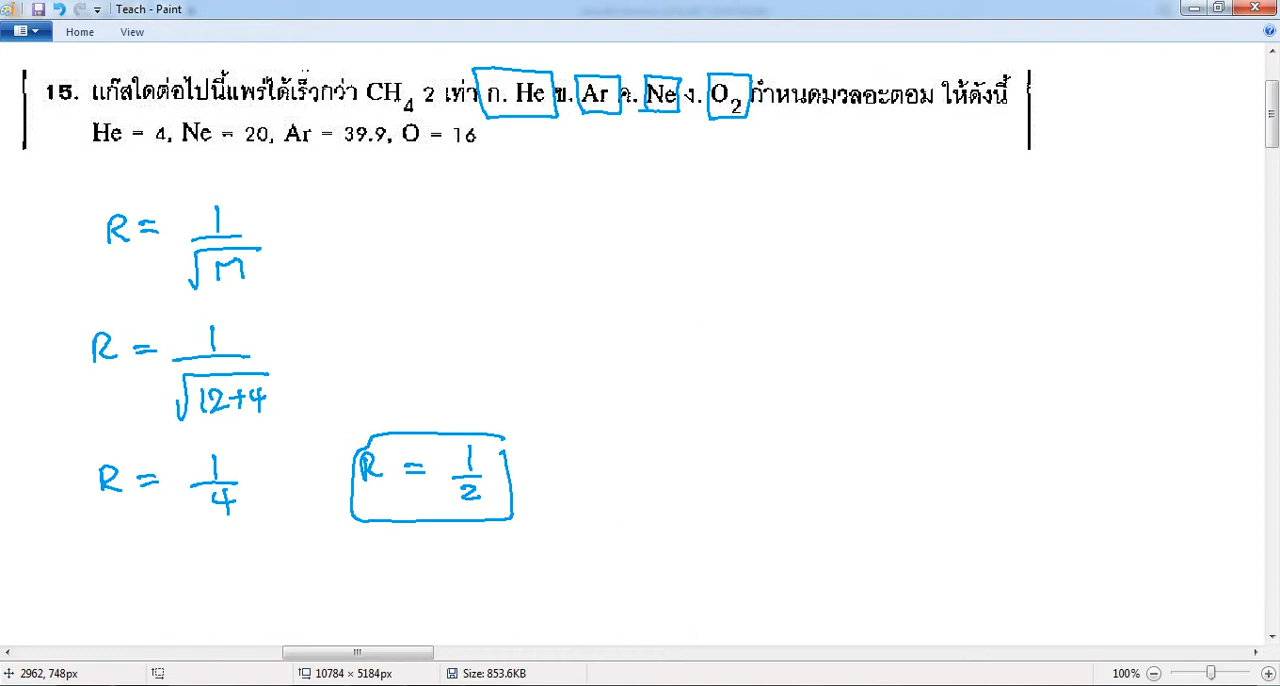 Teach - Paint
Home View
15. แก๊สใดต่อไปนี้แพร่ได้เร็วกว่า CH4 2 เท่า ก. He ข. Ar ค. Ne ง. O2 กำหนดมวลอะตอม ให้ดังนี้
He = 4, Ne = 20, Ar = 39.9, O = 16
R = 1/√M
R = 1/√12+4
R = 1/4
R = 1/2
2962, 748px 10784 × 5184px Size: 853.6KB 100%